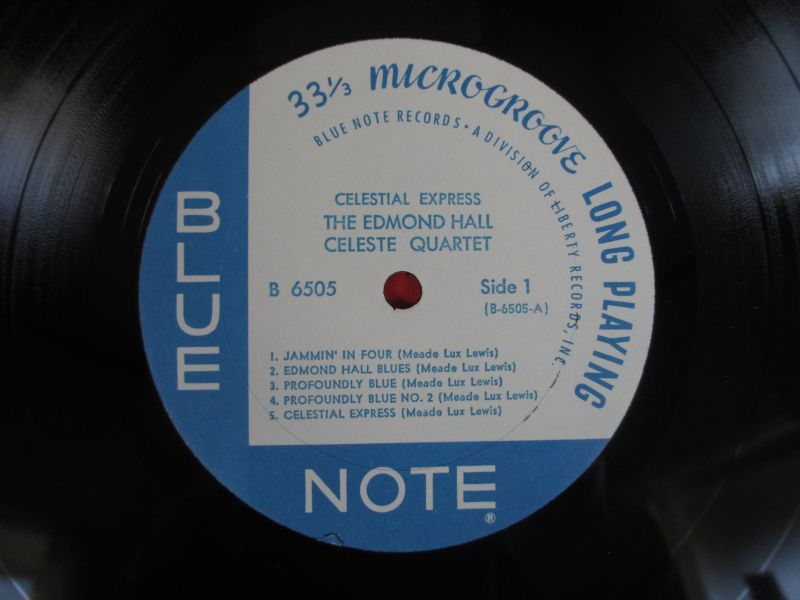 33⅓ MICROGROOVE LONG PLAYING
BLUE NOTE RECORDS • A DIVISION OF LIBERTY RECORDS, INC.
CELESTIAL EXPRESS
THE EDMOND HALL
CELESTE QUARTET
B 6505
Side 1
(B-6505-A)
1. JAMMIN' IN FOUR (Meade Lux Lewis)
2. EDMOND HALL BLUES (Meade Lux Lewis)
3. PROFOUNDLY BLUE (Meade Lux Lewis)
4. PROFOUNDLY BLUE NO. 2 (Meade Lux Lewis)
5. CELESTIAL EXPRESS (Meade Lux Lewis)
BLUE
NOTE
®